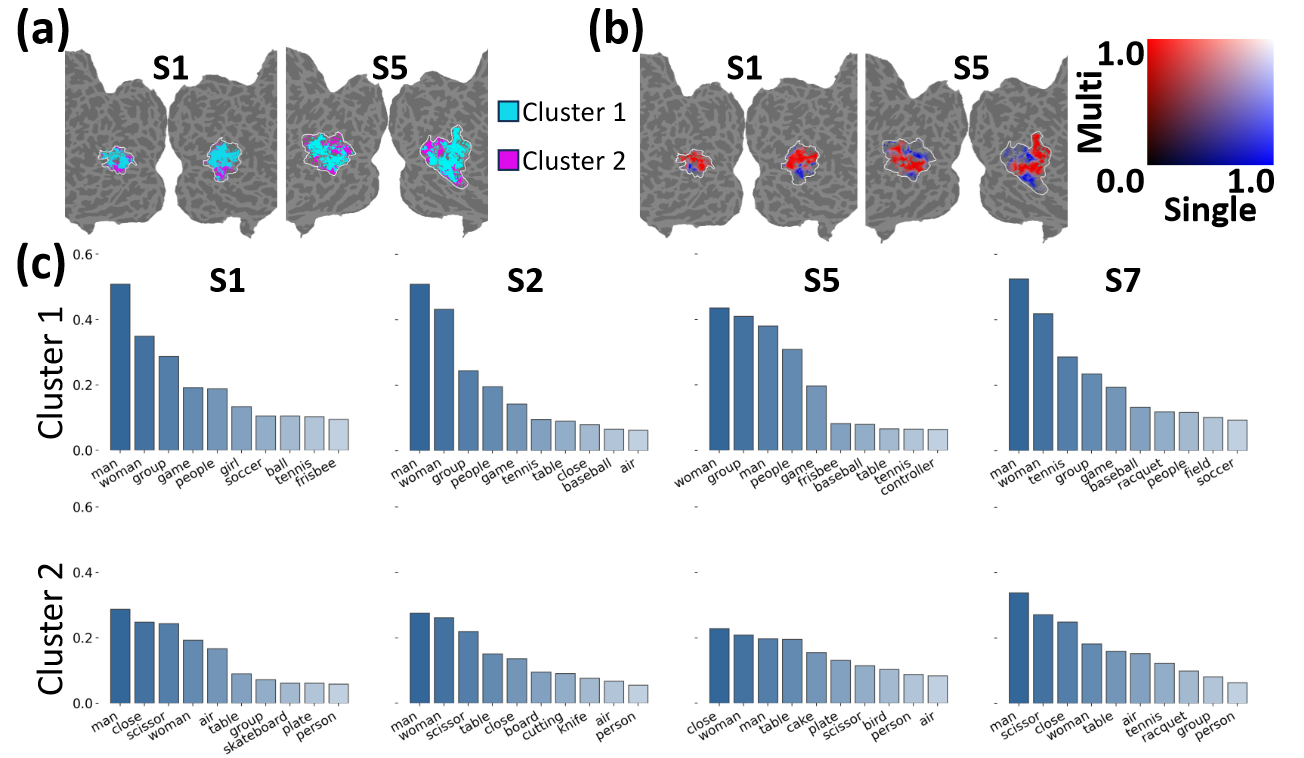 (a)
S1
S5
Cluster 1
Cluster 2
(b)
S1
S5
1.0
Multi
0.0
1.0
Single
(c)
Cluster 1
0.6
0.4
0.2
0.0
S1
man woman group game people girl soccer ball tennis frisbee
S2
man woman group people game tennis table close baseball air
S5
woman group man people game frisbee baseball table tennis controller
S7
man woman tennis group game baseball racquet people field soccer
Cluster 2
0.6
0.4
0.2
0.0
man close scissor woman air table group skateboard plate person
man woman scissor table close board cutting knife air person
close woman man table cake plate scissor bird person air
man scissor close woman table air tennis racquet group person